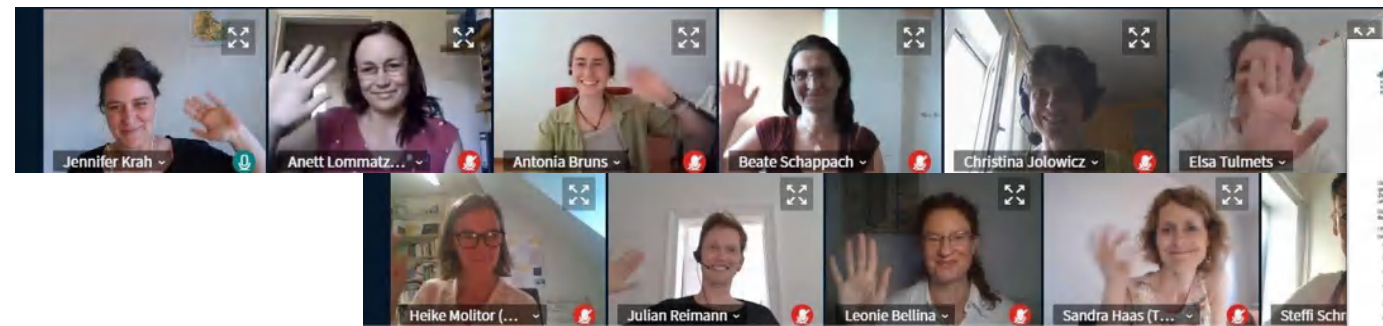 Jennifer Krah
Anett Lommatz...
Antonia Bruns
Beate Schappach
Christina Jolowicz
Elsa Tulmets
Heike Molitor (...
Julian Reimann
Leonie Bellina
Sandra Haas (T...
Steffi Schr